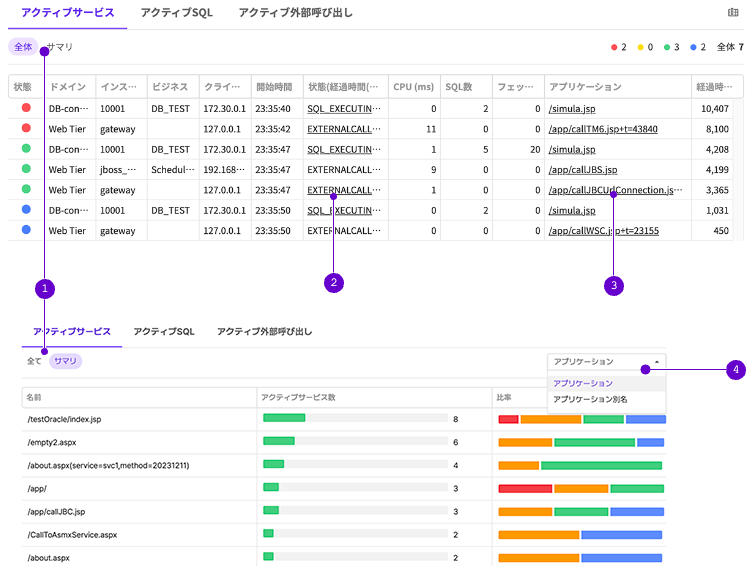 アクティブサービス アクティブSQL アクティブ外部呼び出し
全体 サマリ 2 0 3 2 全体 7
状態 ドメイン インス… ビジネス クライ… 開始時間 状態(経過時間(… CPU (ms) SQL数 フェッ… アプリケーション 経過時…
DB-con… 10001 DB_TEST 172.30.0.1 23:35:40 SQL_EXECUTIN… 0 2 0 /simula.jsp 10,407
Web Tier gateway 127.0.0.1 23:35:42 EXTERNALCALL… 11 0 0 /app/callTM6.jsp+t=43840 8,100
DB-con… 10001 DB_TEST 172.30.0.1 23:35:47 SQL_EXECUTIN… 1 5 20 /simula.jsp 4,208
Web Tier jboss_… Schedul… 192.168… 23:35:47 EXTERNALCALL… 9 0 0 /app/callJBS.jsp 4,199
Web Tier gateway 127.0.0.1 23:35:47 EXTERNALCALL… 1 0 0 /app/callJBCUrlConnection.js… 3,365
DB-con… 10001 DB_TEST 172.30.0.1 23:35:50 SQL_EXECUTIN… 0 2 0 /simula.jsp 1,031
Web Tier gateway 127.0.0.1 23:35:50 EXTERNALCALL… 0 0 0 /app/callWSC.jsp+t=23155 450
1 2 3
アクティブサービス アクティブSQL アクティブ外部呼び出し
全て サマリ アプリケーション 4
アプリケーション
アプリケーション別名
名前 アクティブサービス数 比率
/testOracle/index.jsp 8
/empty2.aspx 6
/about.aspx(service=svc1,method=20231211) 4
/app/ 3
/app/callJBC.jsp 3
/CallToAsmxService.aspx 2
/about.aspx 2